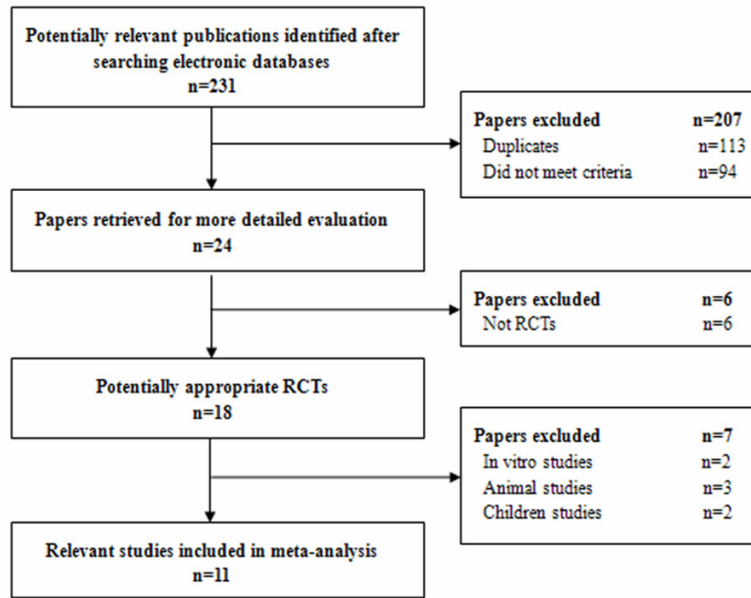 Potentially relevant publications identified after
searching electronic databases
n=231
Papers excluded n=207
Duplicates n=113
Did not meet criteria n=94
Papers retrieved for more detailed evaluation
n=24
Papers excluded n=6
Not RCTs n=6
Potentially appropriate RCTs
n=18
Papers excluded n=7
In vitro studies n=2
Animal studies n=3
Children studies n=2
Relevant studies included in meta-analysis
n=11